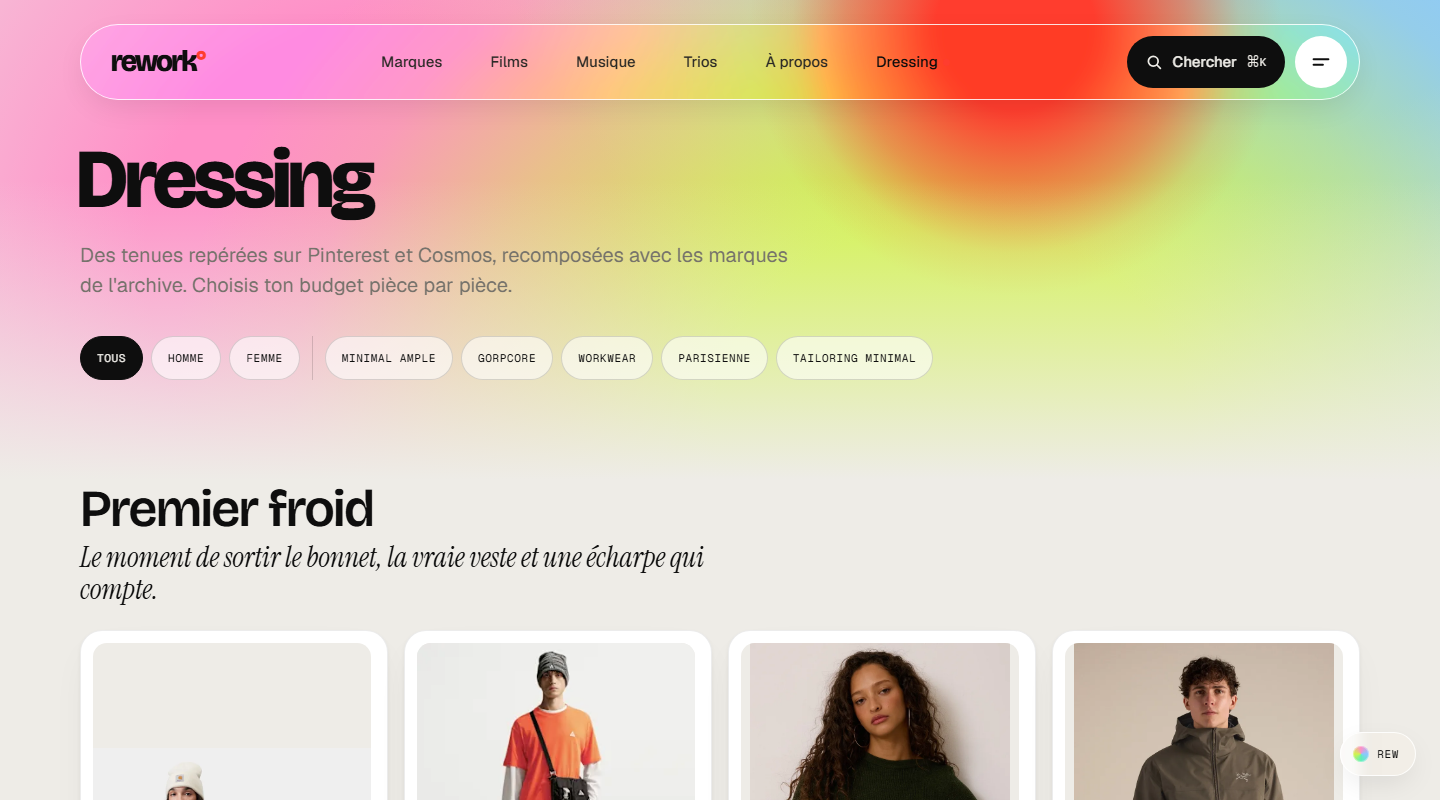 rework
Marques
Films
Musique
Trios
À propos
Dressing
Chercher ⌘K
Dressing
Des tenues repérées sur Pinterest et Cosmos, recomposées avec les marques
de l'archive. Choisis ton budget pièce par pièce.
TOUS
HOMME
FEMME
MINIMAL AMPLE
GORPCORE
WORKWEAR
PARISIENNE
TAILORING MINIMAL
Premier froid
Le moment de sortir le bonnet, la vraie veste et une écharpe qui
compte.
REW